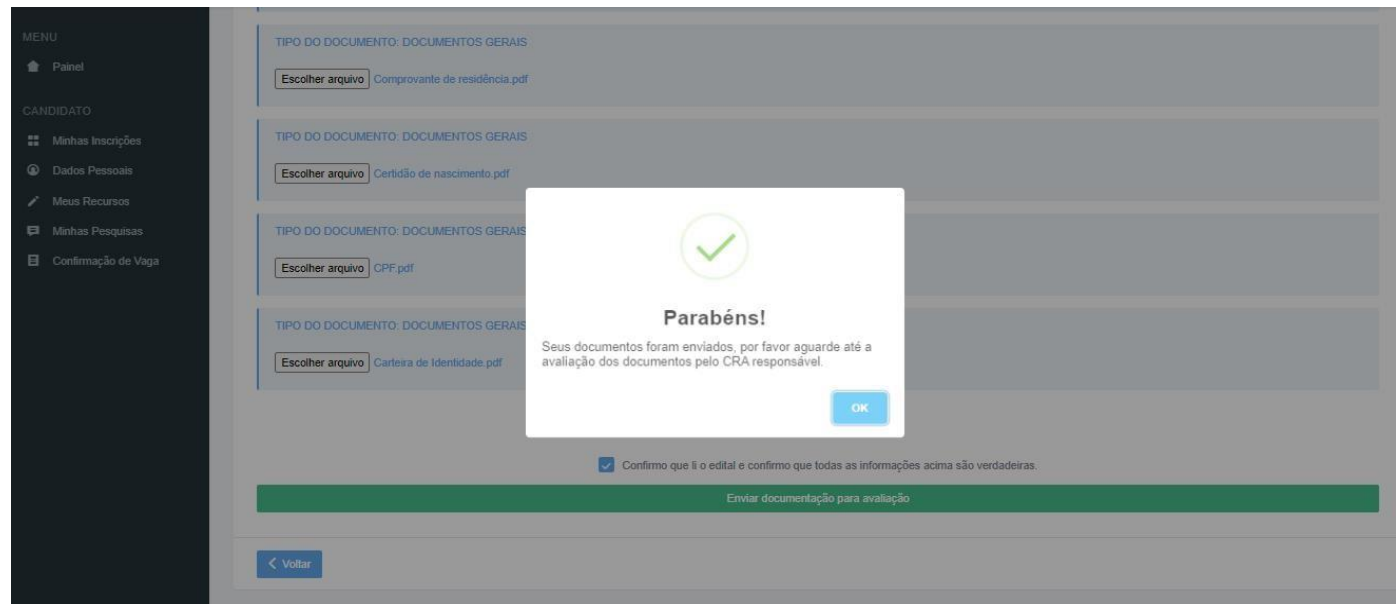 MENU
Painel
CANDIDATO
Minhas Inscrições
Dados Pessoais
Meus Recursos
Minhas Pesquisas
Confirmação de Vaga
TIPO DO DOCUMENTO: DOCUMENTOS GERAIS
Escolher arquivo Comprovante de residência.pdf
TIPO DO DOCUMENTO: DOCUMENTOS GERAIS
Escolher arquivo Certidão de nascimento.pdf
TIPO DO DOCUMENTO: DOCUMENTOS GERAIS
Escolher arquivo CPF.pdf
TIPO DO DOCUMENTO: DOCUMENTOS GERAIS
Escolher arquivo Carteira de Identidade.pdf
Parabéns!
Seus documentos foram enviados, por favor aguarde até a
avaliação dos documentos pelo CRA responsável.
OK
Confirmo que li o edital e confirmo que todas as informações acima são verdadeiras.
Enviar documentação para avaliação
Voltar